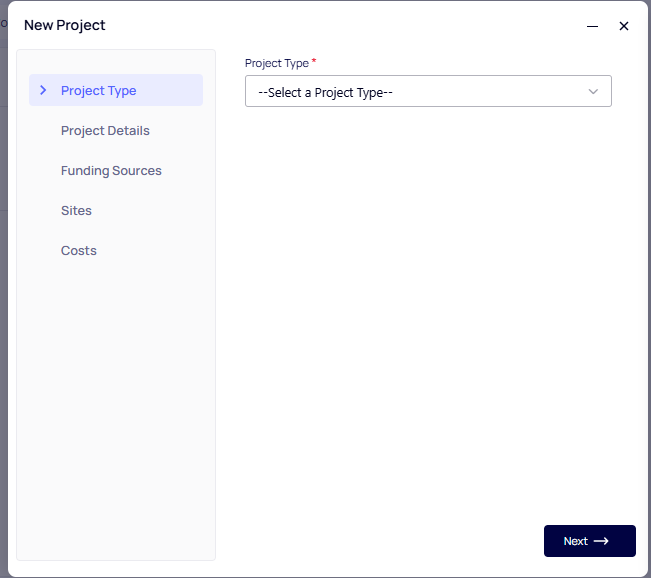 New Project
Project Type
Project Details
Funding Sources
Sites
Costs
Project Type *
--Select a Project Type--
Next